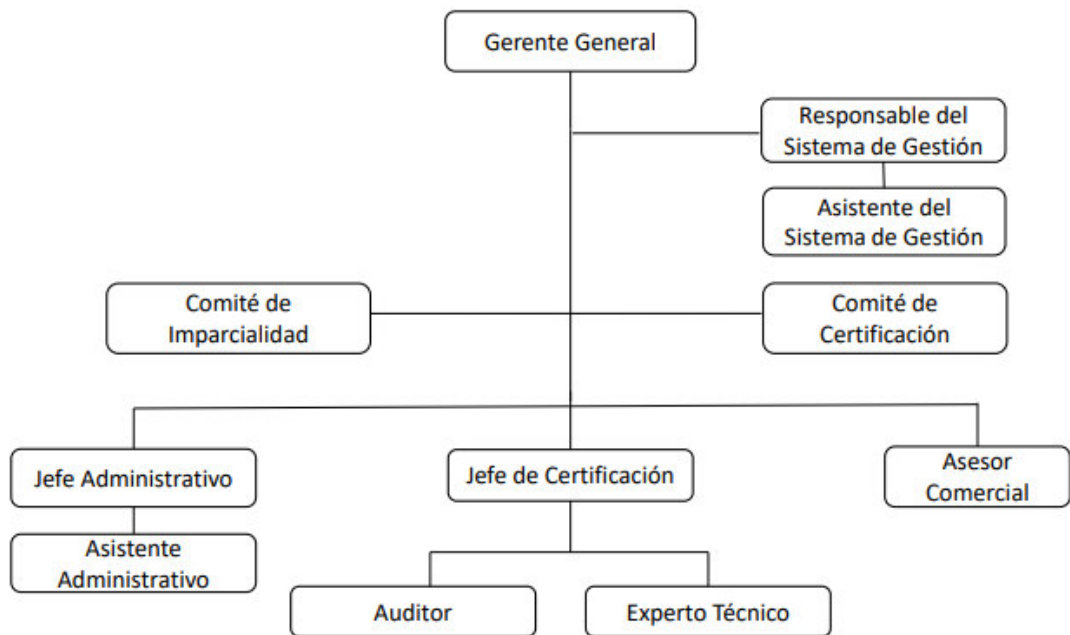 Gerente General
Responsable del
Sistema de Gestión
Asistente del
Sistema de Gestión
Comité de
Imparcialidad
Comité de
Certificación
Jefe Administrativo
Jefe de Certificación
Asesor
Comercial
Asistente
Administrativo
Auditor
Experto Técnico